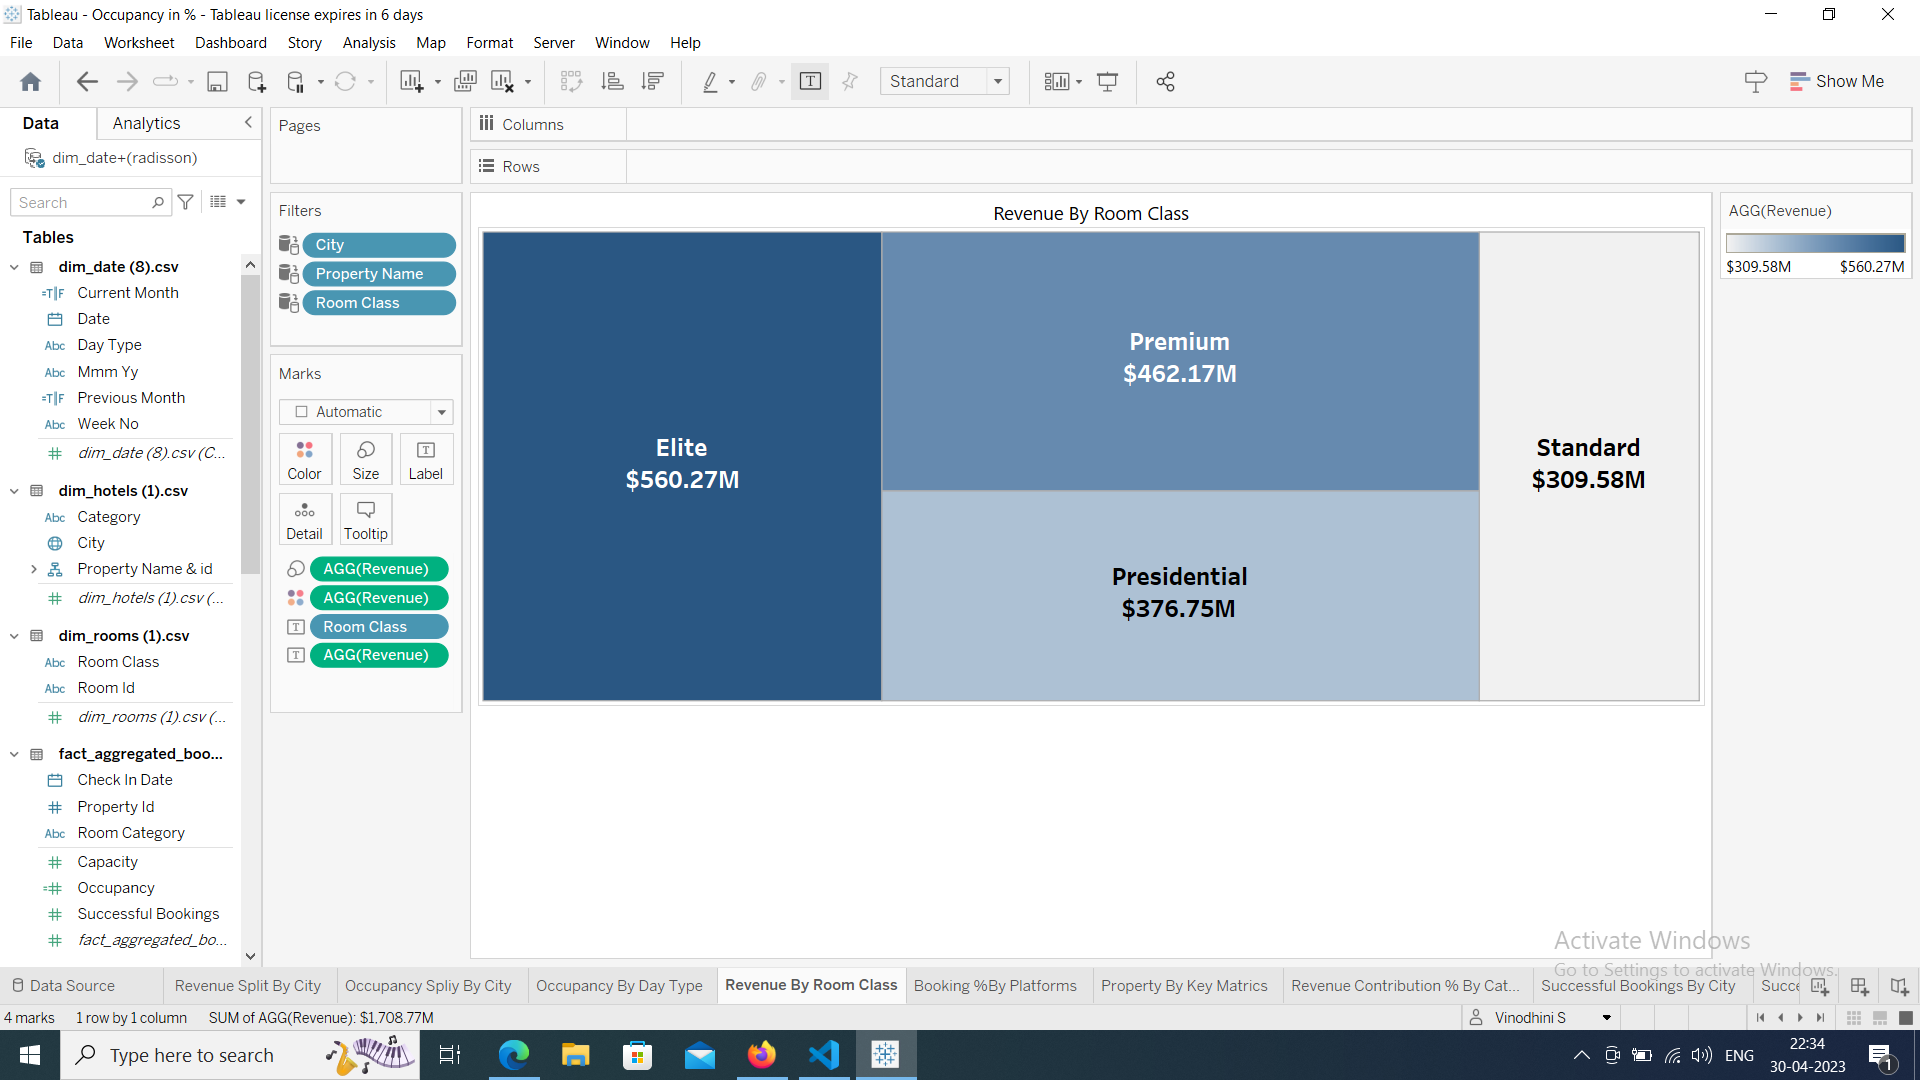 Tableau - Occupancy in % - Tableau license expires in 6 days
File Data Worksheet Dashboard Story Analysis Map Format Server Window Help
Standard
Show Me
Data Analytics
dim_date+(radisson)
Search
Tables
dim_date (8).csv
=T|F Current Month
Date
Abc Day Type
Abc Mmm Yy
=T|F Previous Month
Abc Week No
dim_date (8).csv (C...
dim_hotels (1).csv
Abc Category
City
Property Name & id
dim_hotels (1).csv (...
dim_rooms (1).csv
Abc Room Class
Abc Room Id
dim_rooms (1).csv (...
fact_aggregated_boo...
Check In Date
Property Id
Abc Room Category
Capacity
Occupancy
Successful Bookings
fact_aggregated_bo...
Pages
Filters
City
Property Name
Room Class
Marks
Automatic
Color Size Label
Detail Tooltip
AGG(Revenue)
AGG(Revenue)
Room Class
AGG(Revenue)
Columns
Rows
Revenue By Room Class
Elite
$560.27M
Premium
$462.17M
Presidential
$376.75M
Standard
$309.58M
AGG(Revenue)
$309.58M $560.27M
Activate Windows
Go to Settings to activate Windows.
Data Source Revenue Split By City Occupancy Spliy By City Occupancy By Day Type Revenue By Room Class Booking %By Platforms Property By Key Matrics Revenue Contribution % By Cat... Successful Bookings By City Succe
4 marks 1 row by 1 column SUM of AGG(Revenue): $1,708.77M
Vinodhini S
Type here to search
ENG
22:34
30-04-2023
1